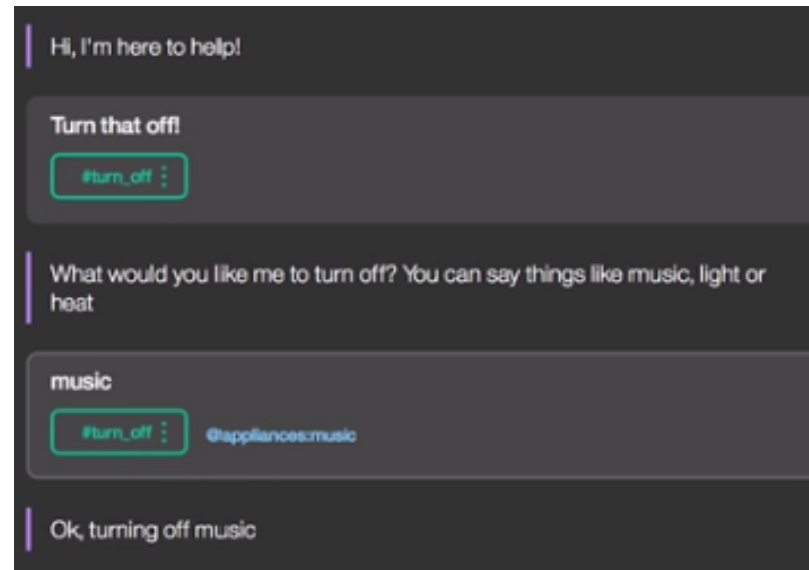 Hi, I'm here to help!
Turn that off!
#turn_off
What would you like me to turn off? You can say things like music, light or
heat
music
#turn_off @appliances:music
Ok, turning off music